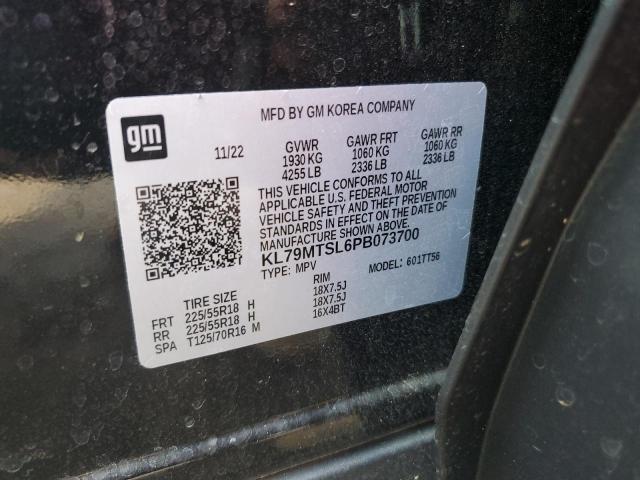 MFD BY GM KOREA COMPANY
gm
11/22
GVWR GAWR FRT GAWR RR
1930 KG 1060 KG 1060 KG
4255 LB 2336 LB 2336 LB
THIS VEHICLE CONFORMS TO ALL
APPLICABLE U.S. FEDERAL MOTOR
VEHICLE SAFETY AND THEFT PREVENTION
STANDARDS IN EFFECT ON THE DATE OF
MANUFACTURE SHOWN ABOVE.
KL79MTSL6PB073700
TYPE: MPV MODEL: 601TT56
TIRE SIZE RIM
FRT 225/55R18 H 18X7.5J
RR 225/55R18 H 18X7.5J
SPA T125/70R16 M 16X4BT